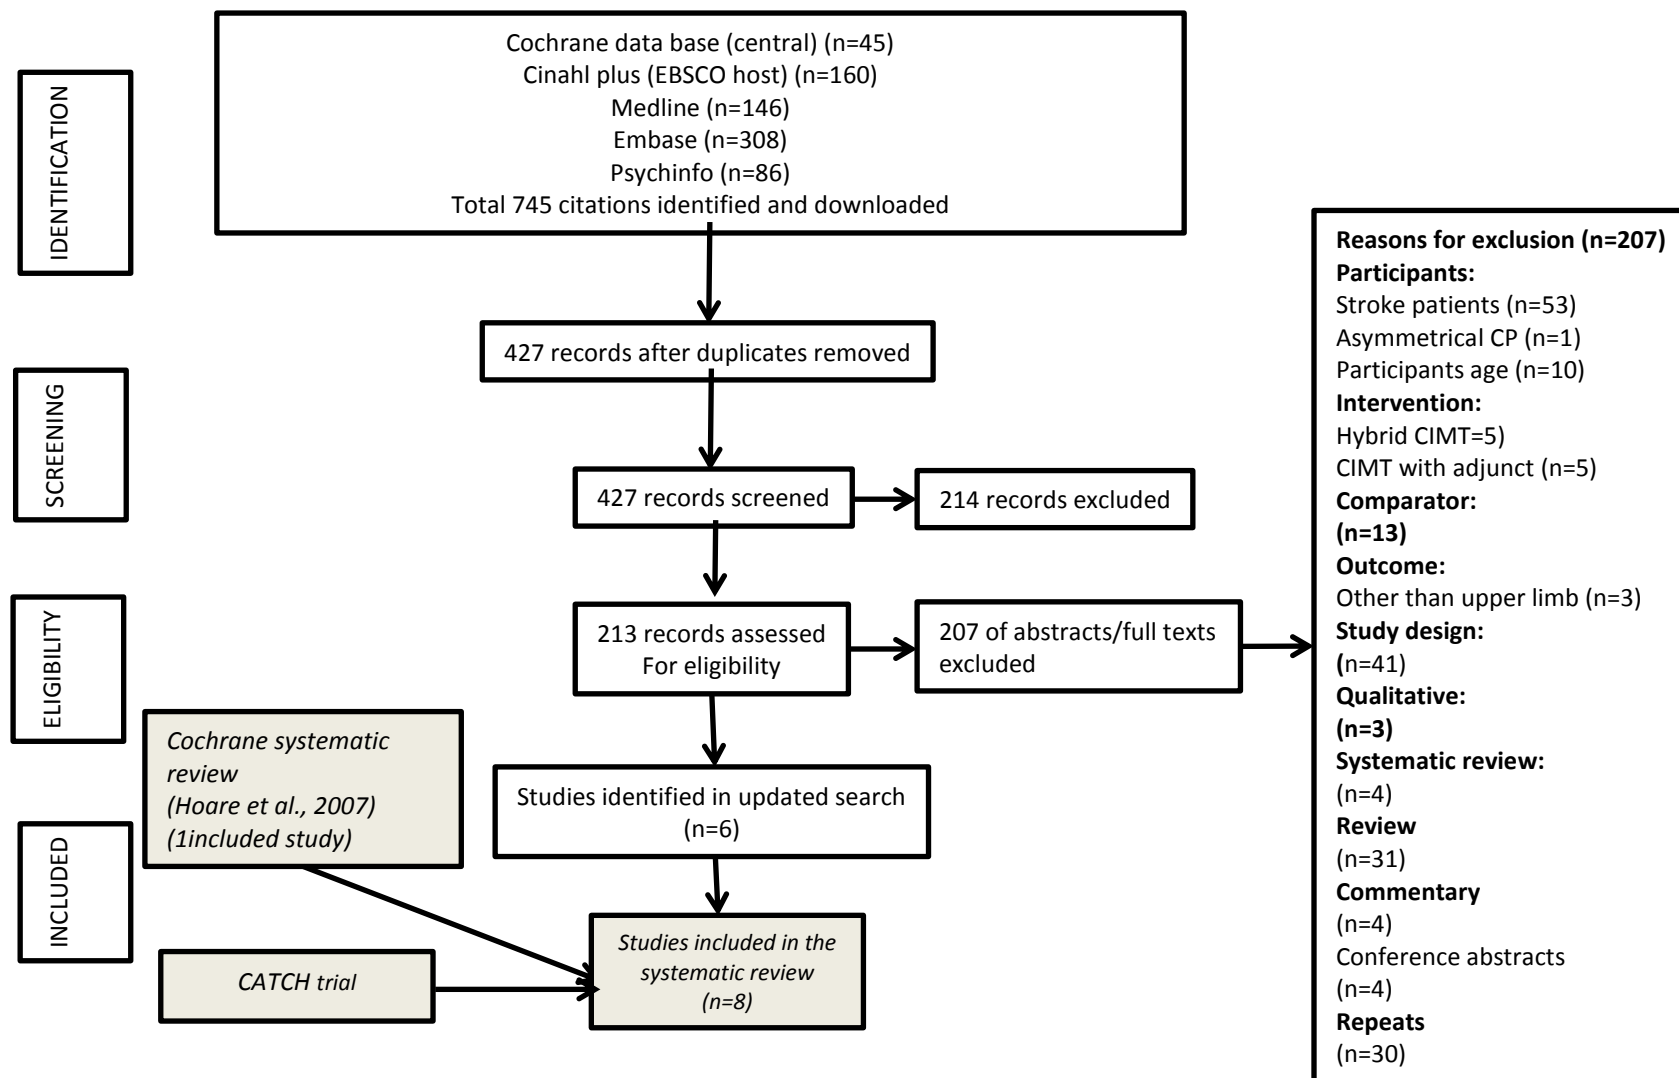 IDENTIFICATION
Cochrane data base (central) (n=45)
Cinahl plus (EBSCO host) (n=160)
Medline (n=146)
Embase (n=308)
Psychinfo (n=86)
Total 745 citations identified and downloaded
427 records after duplicates removed
SCREENING
427 records screened
214 records excluded
ELIGIBILITY
213 records assessed
For eligibility
207 of abstracts/full texts
excluded
Reasons for exclusion (n=207)
Participants:
Stroke patients (n=53)
Asymmetrical CP (n=1)
Participants age (n=10)
Intervention:
Hybrid CIMT=5)
CIMT with adjunct (n=5)
Comparator:
(n=13)
Outcome:
Other than upper limb (n=3)
Study design:
(n=41)
Qualitative:
(n=3)
Systematic review:
(n=4)
Review
(n=31)
Commentary
(n=4)
Conference abstracts
(n=4)
Repeats
(n=30)
Cochrane systematic
review
(Hoare et al., 2007)
(1included study)
Studies identified in updated search
(n=6)
INCLUDED
CATCH trial
Studies included in the
systematic review
(n=8)